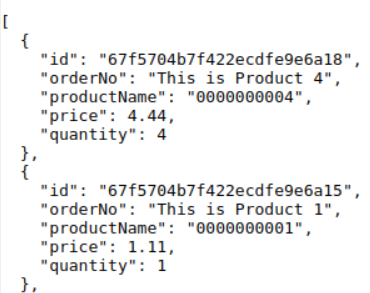 [
  {
    "id": "67f5704b7f422ecdfe9e6a18",
    "orderNo": "This is Product 4",
    "productName": "0000000004",
    "price": 4.44,
    "quantity": 4
  },
  {
    "id": "67f5704b7f422ecdfe9e6a15",
    "orderNo": "This is Product 1",
    "productName": "0000000001",
    "price": 1.11,
    "quantity": 1
  },